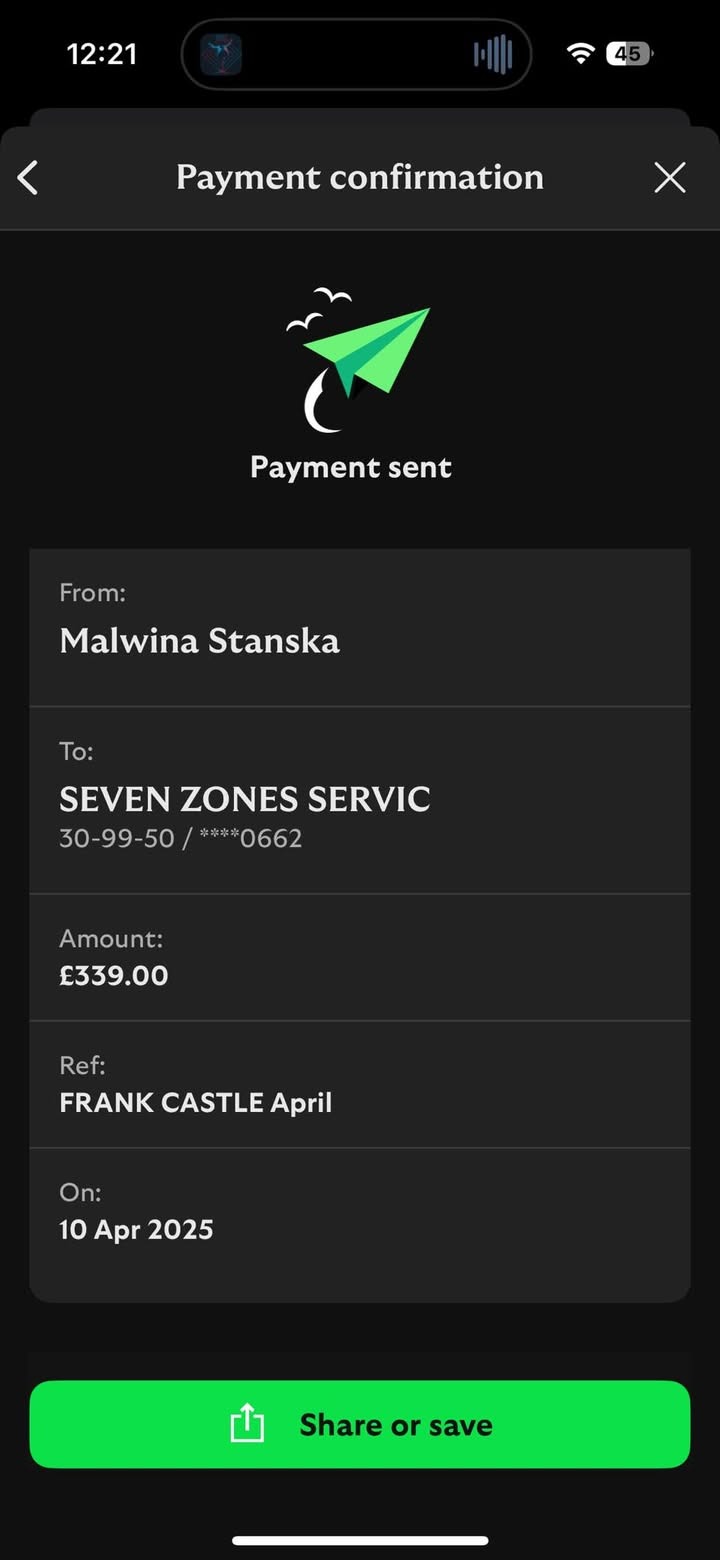 12:21
45
Payment confirmation
Payment sent
From:
Malwina Stanska
To:
SEVEN ZONES SERVIC
30-99-50 / ****0662
Amount:
£339.00
Ref:
FRANK CASTLE April
On:
10 Apr 2025
Share or save